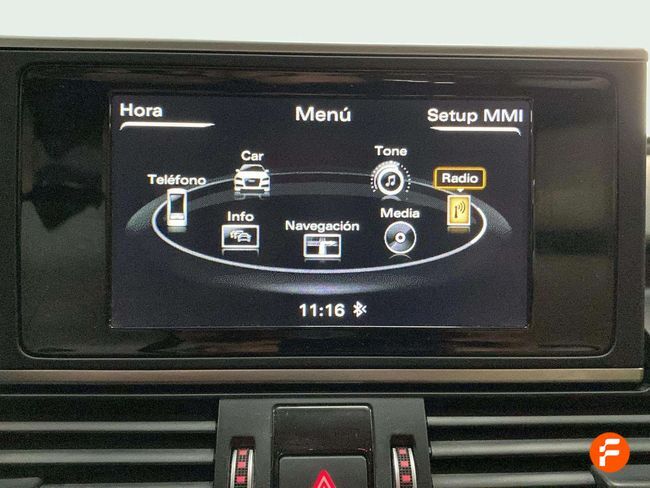 Hora
Menú
Setup MMI
Car
Tone
Teléfono
Radio
Info
Navegación
Media
11:16